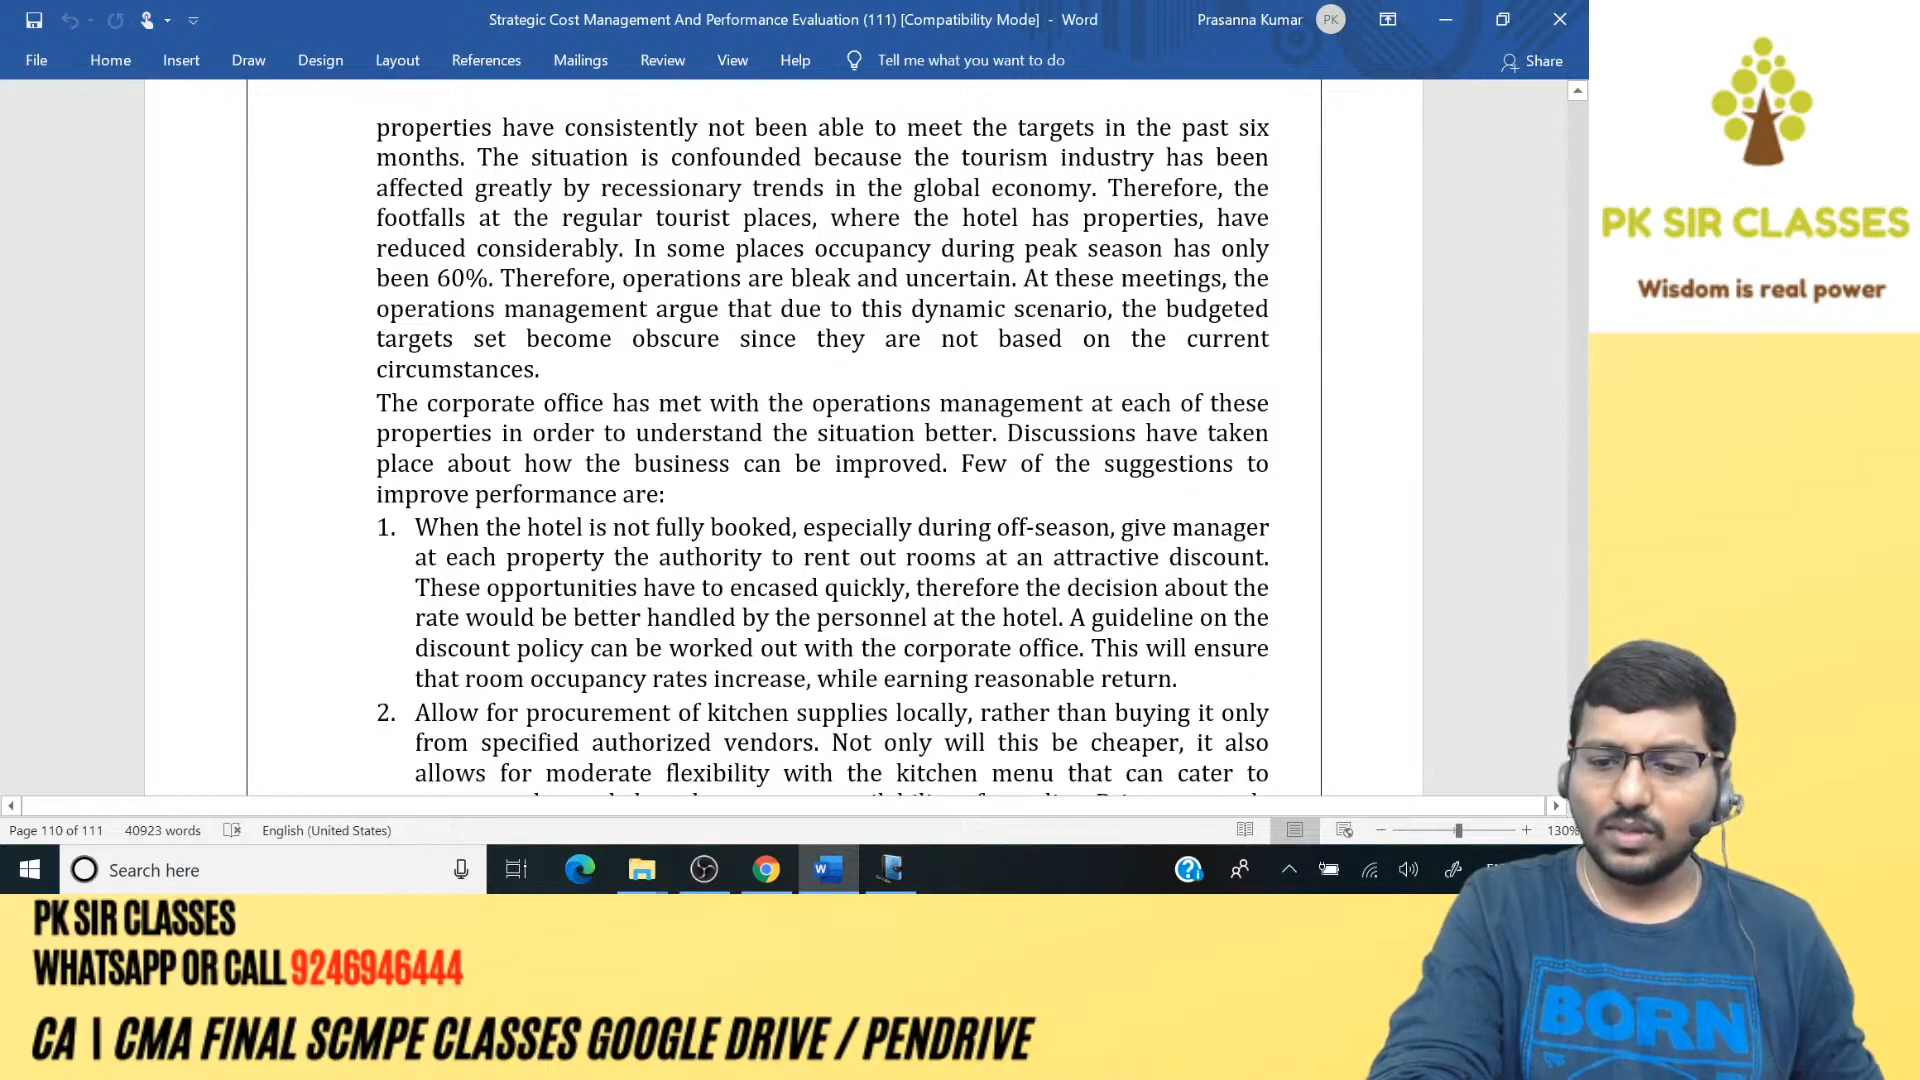 Strategic Cost Management And Performance Evaluation (111) [Compatibility Mode] - Word
Prasanna Kumar
PK
File
Home
Insert
Draw
Design
Layout
References
Mailings
Review
View
Help
Tell me what you want to do
Share
properties have consistently not been able to meet the targets in the past six
months. The situation is confounded because the tourism industry has been
affected greatly by recessionary trends in the global economy. Therefore, the
footfalls at the regular tourist places, where the hotel has properties, have
reduced considerably. In some places occupancy during peak season has only
been 60%. Therefore, operations are bleak and uncertain. At these meetings, the
operations management argue that due to this dynamic scenario, the budgeted
targets set become obscure since they are not based on the current
circumstances.
The corporate office has met with the operations management at each of these
properties in order to understand the situation better. Discussions have taken
place about how the business can be improved. Few of the suggestions to
improve performance are:
1. When the hotel is not fully booked, especially during off-season, give manager
at each property the authority to rent out rooms at an attractive discount.
These opportunities have to encased quickly, therefore the decision about the
rate would be better handled by the personnel at the hotel. A guideline on the
discount policy can be worked out with the corporate office. This will ensure
that room occupancy rates increase, while earning reasonable return.
2. Allow for procurement of kitchen supplies locally, rather than buying it only
from specified authorized vendors. Not only will this be cheaper, it also
allows for moderate flexibility with the kitchen menu that can cater to
Page 110 of 111
40923 words
English (United States)
130%
Search here
PK SIR CLASSES
Wisdom is real power
PK SIR CLASSES
WHATSAPP OR CALL 9246946444
CA \ CMA FINAL SCMPE CLASSES GOOGLE DRIVE / PENDRIVE
BORN